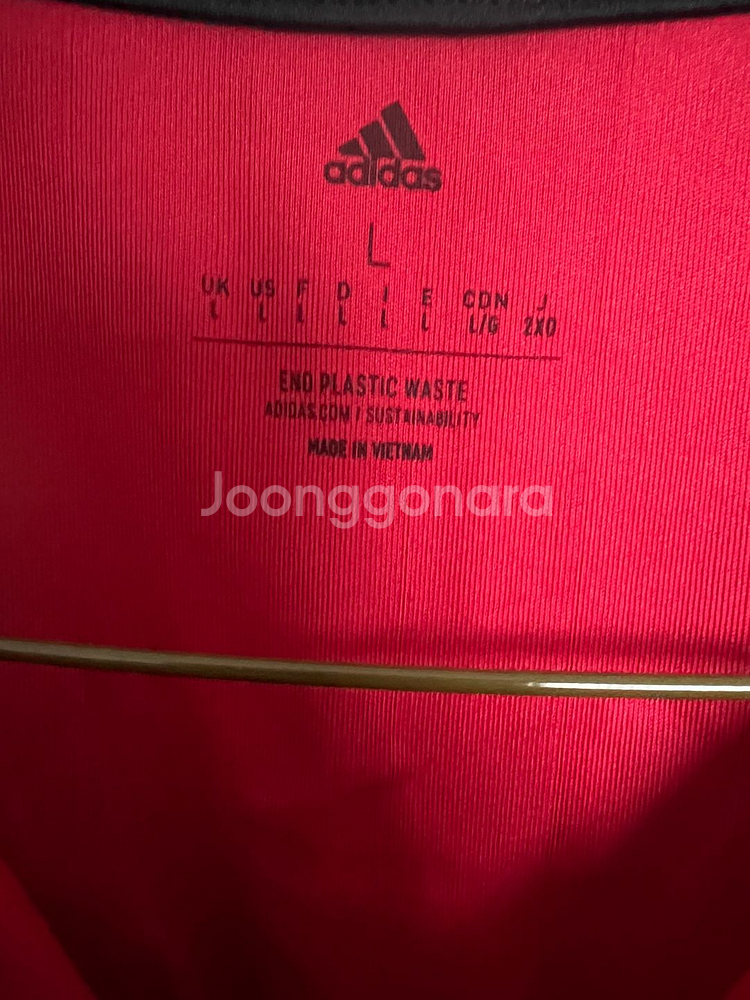 adidas
L
UK US F D I E CDN J
L L L L L L L/G 2XO
END PLASTIC WASTE
ADIDAS.COM / SUSTAINABILITY
MADE IN VIETNAM
Joonggonara